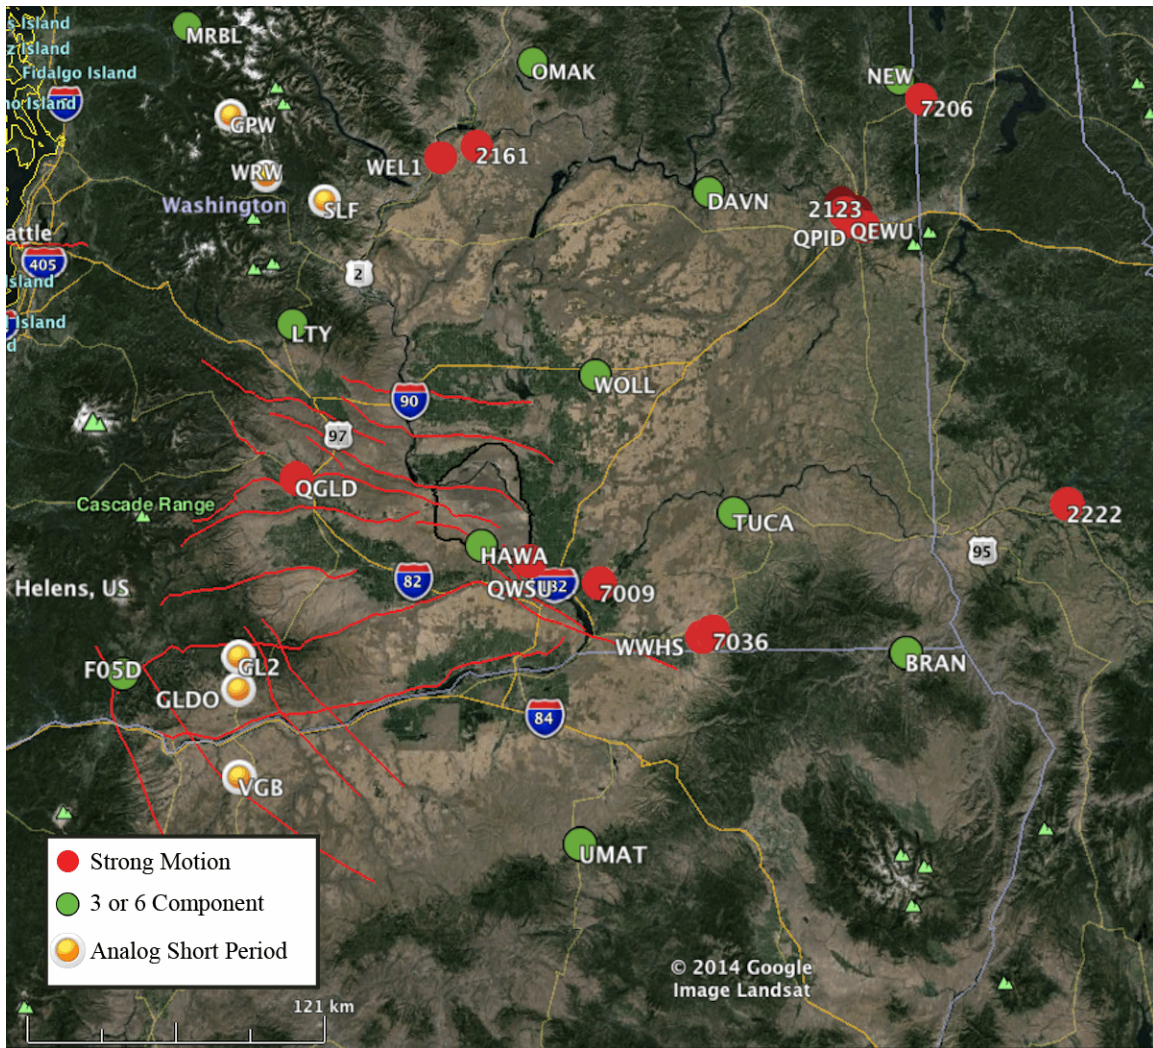 s Island
MRBL
z Island
OMAK
Fidalgo Island
NEW
no Island
7206
GPW
WEL1
2161
WRW
DAVN
Washington
SLF
2123
attle
QPID
QEWU
405
2
Island
Island
d
LTY
WOLL
90
97
QGLD
Cascade Range
TUCA
2222
HAWA
95
82
Helens, US
QWSU
82
7009
WWHS
7036
F05D
GL2
BRAN
GLDO
84
VGB
UMAT
Strong Motion
3 or 6 Component
Analog Short Period
© 2014 Google
Image Landsat
121 km